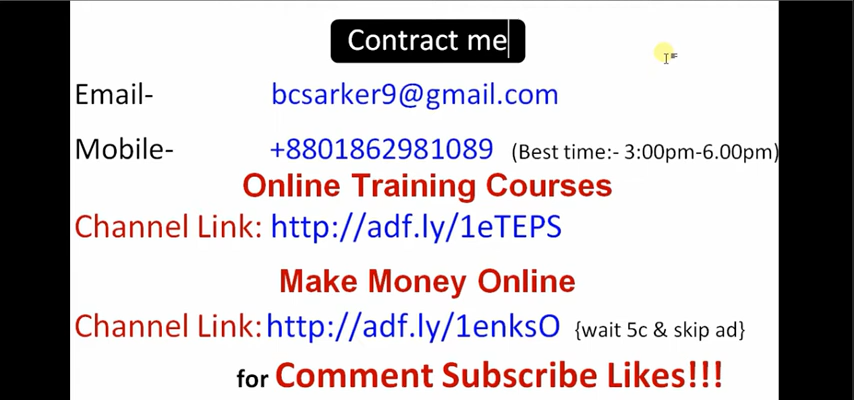 Contract me
Email- bcsarker9@gmail.com
Mobile- +8801862981089 (Best time:- 3:00pm-6.00pm)
Online Training Courses
Channel Link: http://adf.ly/1eTEPS
Make Money Online
Channel Link: http://adf.ly/1enksO {wait 5c & skip ad}
for Comment Subscribe Likes!!!